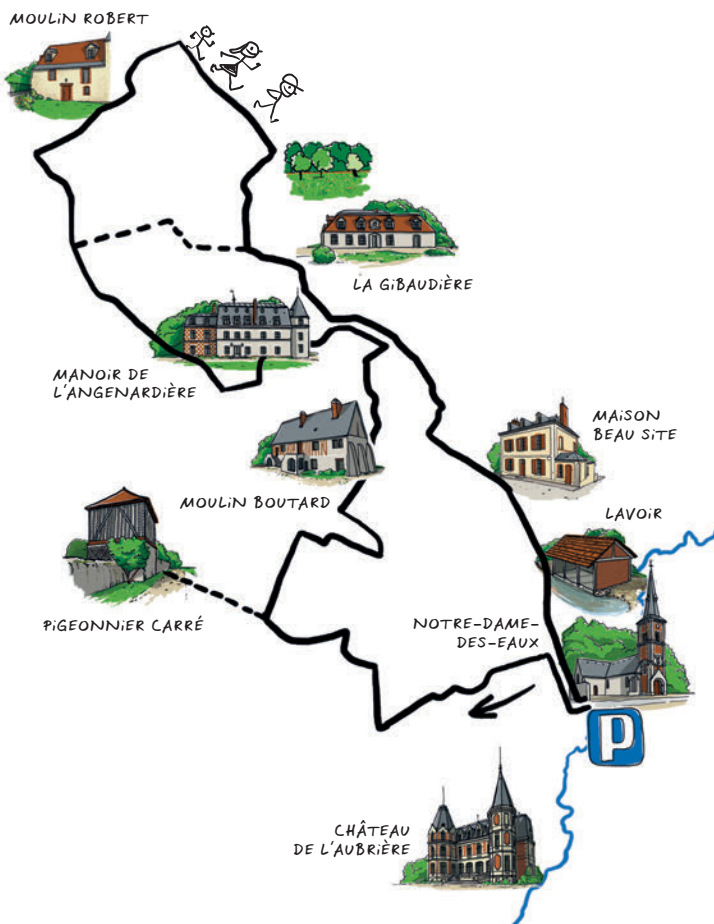 MOULiN ROBERT
LA GiBAUDiÈRE
MANOiR DE
L'ANGENARDiÈRE
MAiSON
BEAU SiTE
MOULiN BOUTARD
LAVOiR
PiGEONNiER CARRÉ
NOTRE-DAME-
DES-EAUX
P
CHÂTEAU
DE L'AUBRiÈRE